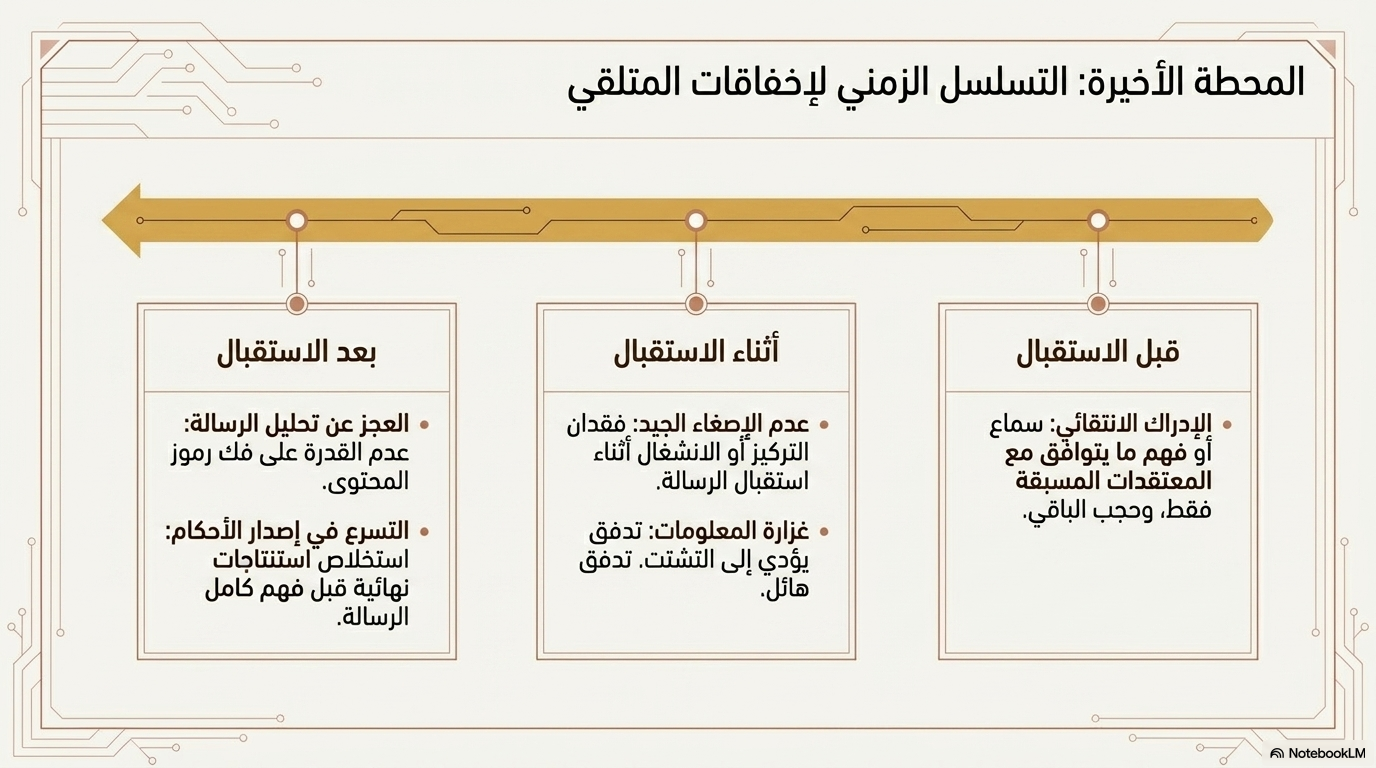 المحطة الأخيرة: التسلسل الزمني لإخفاقات المتلقي
قبل الاستقبال
الإدراك الانتقائي: سماع
أو فهم ما يتوافق مع
المعتقدات المسبقة
فقط، وحجب الباقي.
أثناء الاستقبال
عدم الإصغاء الجيد: فقدان
التركيز أو الانشغال أثناء
استقبال الرسالة.
غزارة المعلومات: تدفق
يؤدي إلى التشتت. تدفق
هائل.
بعد الاستقبال
العجز عن تحليل الرسالة:
عدم القدرة على فك رموز
المحتوى.
التسرع في إصدار الأحكام:
استخلاص استنتاجات
نهائية قبل فهم كامل
الرسالة.
NotebookLM